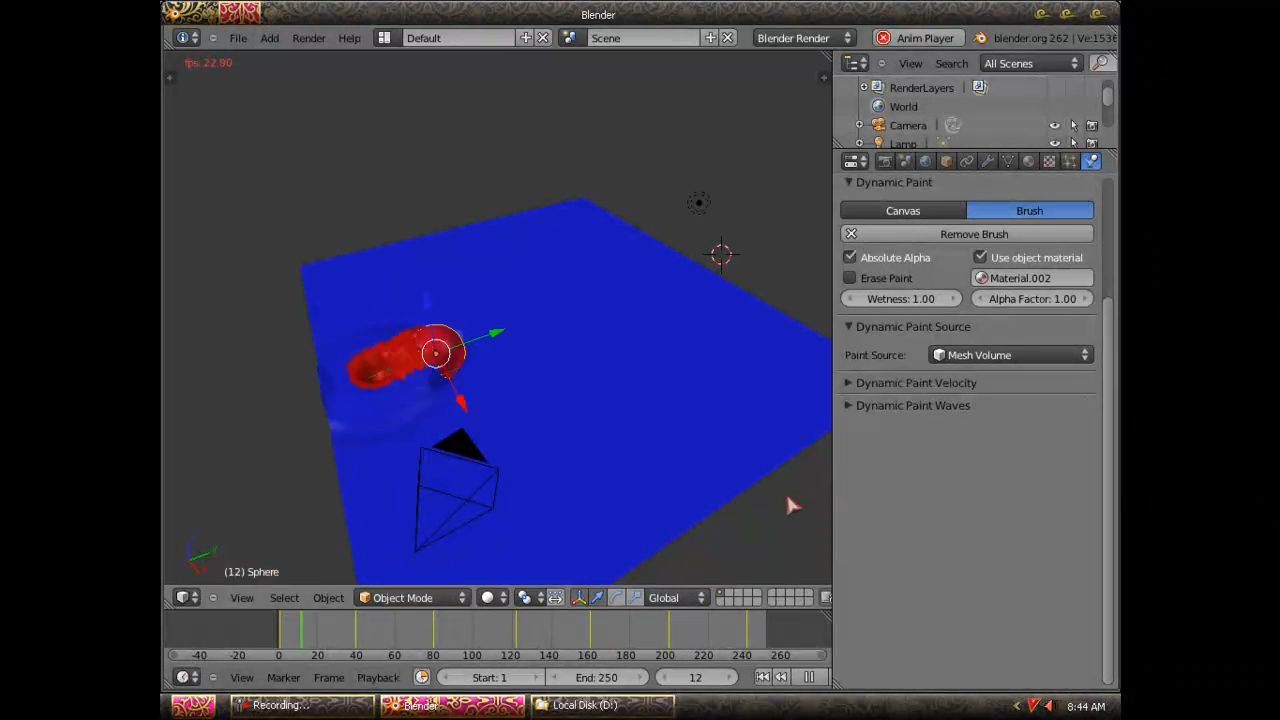 Blender
File Add Render Help Default Scene Blender Render Anim Player blender.org 262 | Ve:1536
fps: 22.90
View Search All Scenes
RenderLayers
World
Camera
Lamp
Dynamic Paint
Canvas Brush
Remove Brush
Absolute Alpha Use object material
Erase Paint Material.002
Wetness: 1.00 Alpha Factor: 1.00
Dynamic Paint Source
Paint Source: Mesh Volume
Dynamic Paint Velocity
Dynamic Paint Waves
(12) Sphere
View Select Object Object Mode Global
-40 -20 0 20 40 60 80 100 120 140 160 180 200 220 240 260
View Marker Frame Playback Start: 1 End: 250 12
Recording... Blender Local Disk (D:) 8:44 AM